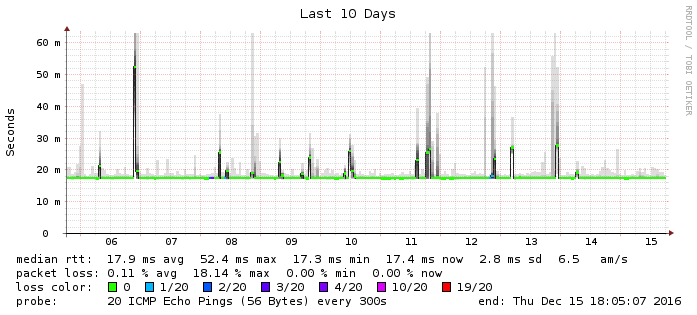 Last 10 Days
RRDTOOL / TOBI OETIKER
Seconds
60 m
50 m
40 m
30 m
20 m
10 m
0
06 07 08 09 10 11 12 13 14 15
median rtt: 17.9 ms avg 52.4 ms max 17.3 ms min 17.4 ms now 2.8 ms sd 6.5 am/s
packet loss: 0.11 % avg 18.14 % max 0.00 % min 0.00 % now
loss color: 0 1/20 2/20 3/20 4/20 10/20 19/20
probe: 20 ICMP Echo Pings (56 Bytes) every 300s end: Thu Dec 15 18:05:07 2016